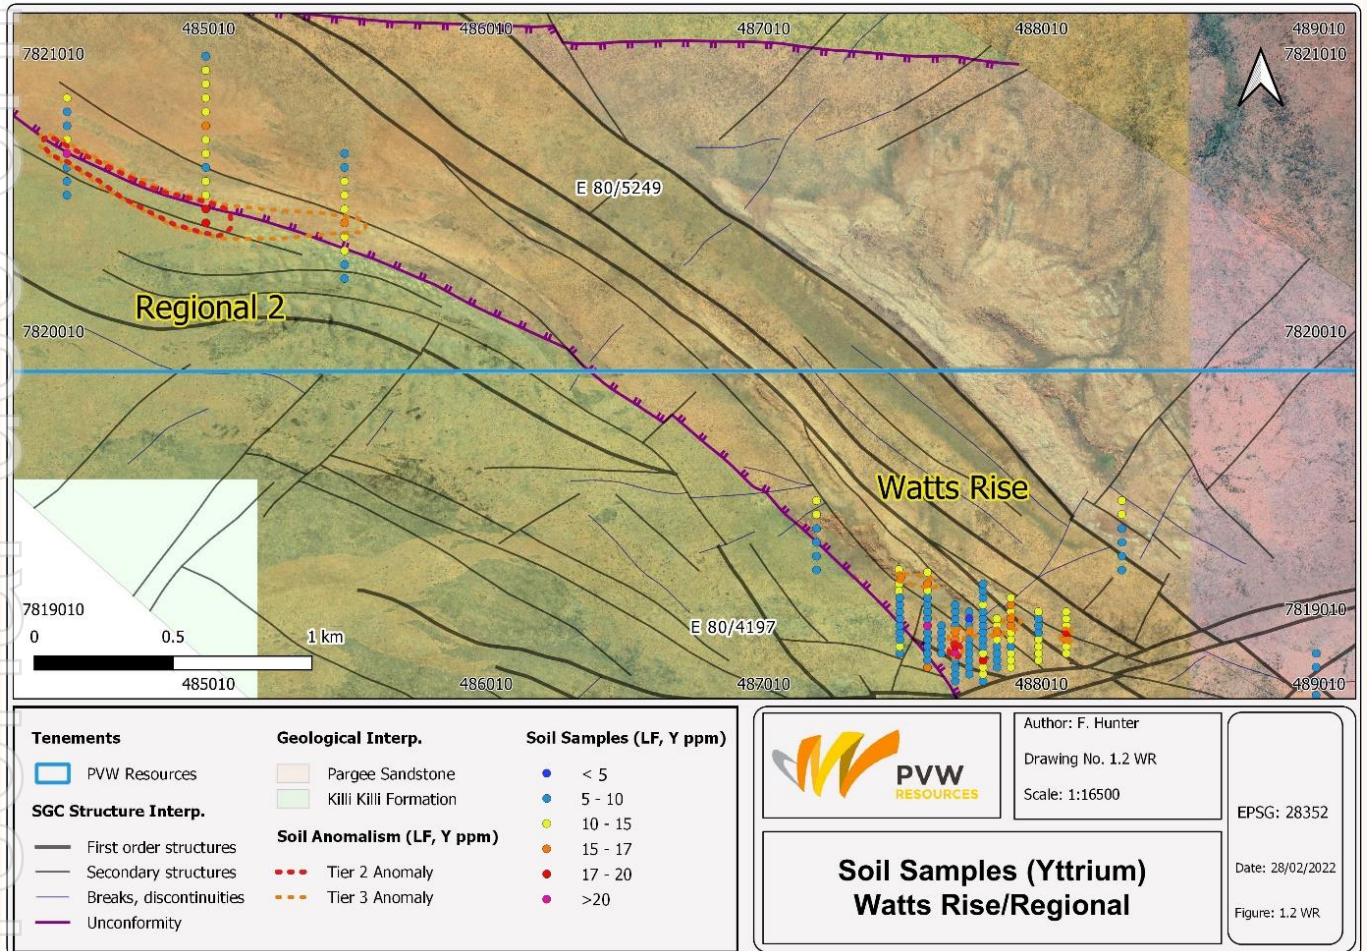 485010 486010 487010 488010 489010
7821010 7821010
E 80/5249
Regional 2
7820010 7820010
Watts Rise
7819010 7819010
E 80/4197
0 0.5 1 km
485010 486010 487010 488010 489010
Tenements
PVW Resources
SGC Structure Interp.
First order structures
Secondary structures
Breaks, discontinuities
Unconformity
Geological Interp.
Pargee Sandstone
Killi Killi Formation
Soil Anomalism (LF, Y ppm)
Tier 2 Anomaly
Tier 3 Anomaly
Soil Samples (LF, Y ppm)
< 5
5 - 10
10 - 15
15 - 17
17 - 20
>20
PVW
RESOURCES
Author: F. Hunter
Drawing No. 1.2 WR
Scale: 1:16500
Soil Samples (Yttrium)
Watts Rise/Regional
EPSG: 28352
Date: 28/02/2022
Figure: 1.2 WR